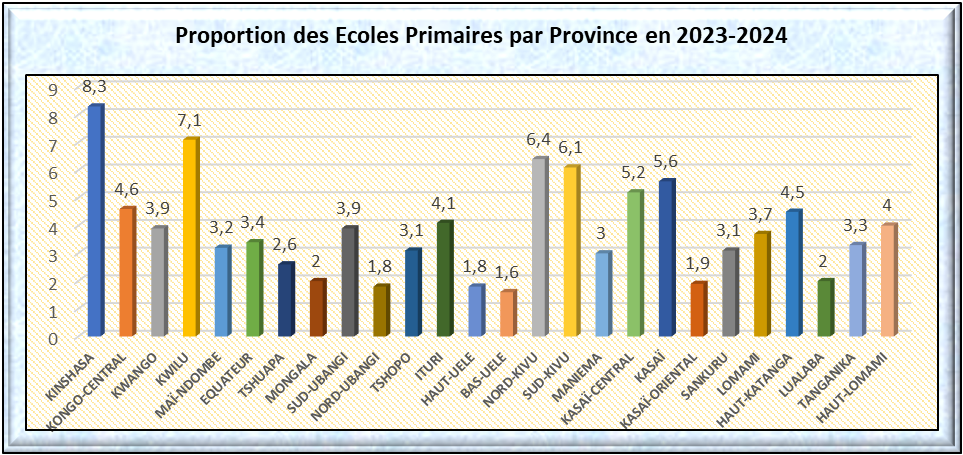 Proportion des Ecoles Primaires par Province en 2023-2024
9
8
7
6
5
4
3
2
1
0
8,3
4,6
3,9
7,1
3,2
3,4
2,6
2
3,9
1,8
3,1
4,1
1,8
1,6
6,4
6,1
3
5,2
5,6
1,9
3,1
3,7
4,5
2
3,3
4
KINSHASA
KONGO-CENTRAL
KWANGO
KWILU
MAÏ-NDOMBE
EQUATEUR
TSHUAPA
MONGALA
SUD-UBANGI
NORD-UBANGI
TSHOPO
ITURI
HAUT-UELE
BAS-UELE
NORD-KIVU
SUD-KIVU
MANIEMA
KASAÏ-CENTRAL
KASAÏ
KASAÏ-ORIENTAL
SANKURU
LOMAMI
HAUT-KATANGA
LUALABA
TANGANIKA
HAUT-LOMAMI